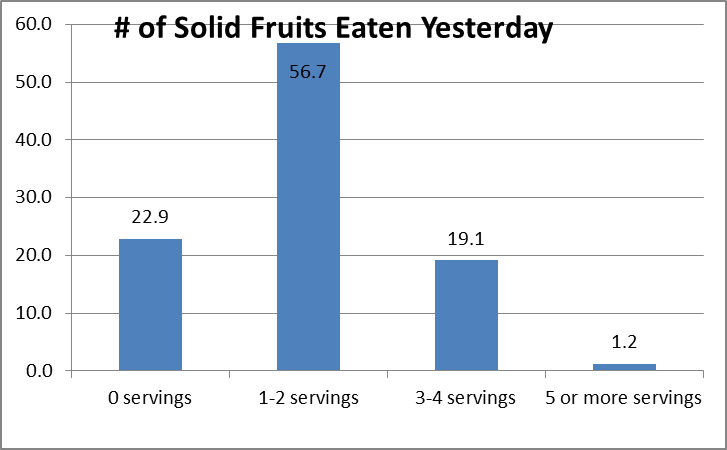 # of Solid Fruits Eaten Yesterday
60.0
50.0
40.0
30.0
20.0
10.0
0.0
22.9
56.7
19.1
1.2
0 servings
1-2 servings
3-4 servings
5 or more servings